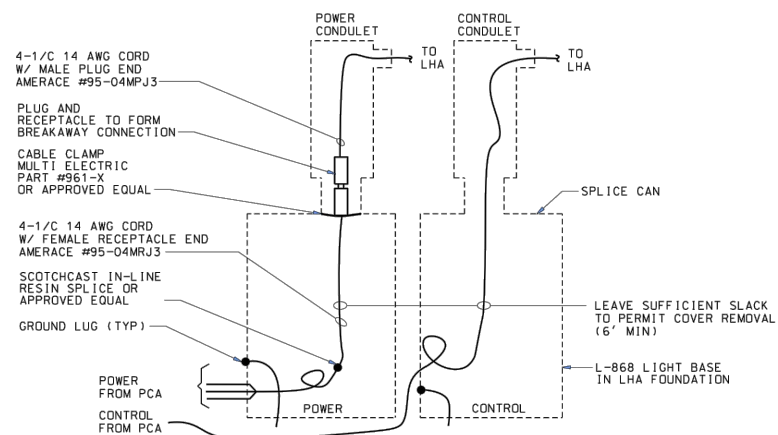 POWER
CONDULET
CONTROL
CONDULET
TO
LHA
TO
LHA
4-1/C 14 AWG CORD
W/ MALE PLUG END
AMERACE #95-04MPJ3
PLUG AND
RECEPTACLE TO FORM
BREAKAWAY CONNECTION
CABLE CLAMP
MULTI ELECTRIC
PART #961-X
OR APPROVED EQUAL
SPLICE CAN
4-1/C 14 AWG CORD
W/ FEMALE RECEPTACLE END
AMERACE #95-04MRJ3
SCOTCHCAST IN-LINE
RESIN SPLICE OR
APPROVED EQUAL
GROUND LUG (TYP)
LEAVE SUFFICIENT SLACK
TO PERMIT COVER REMOVAL
(6' MIN)
L-868 LIGHT BASE
IN LHA FOUNDATION
POWER
FROM PCA
POWER
CONTROL
CONTROL
FROM PCA